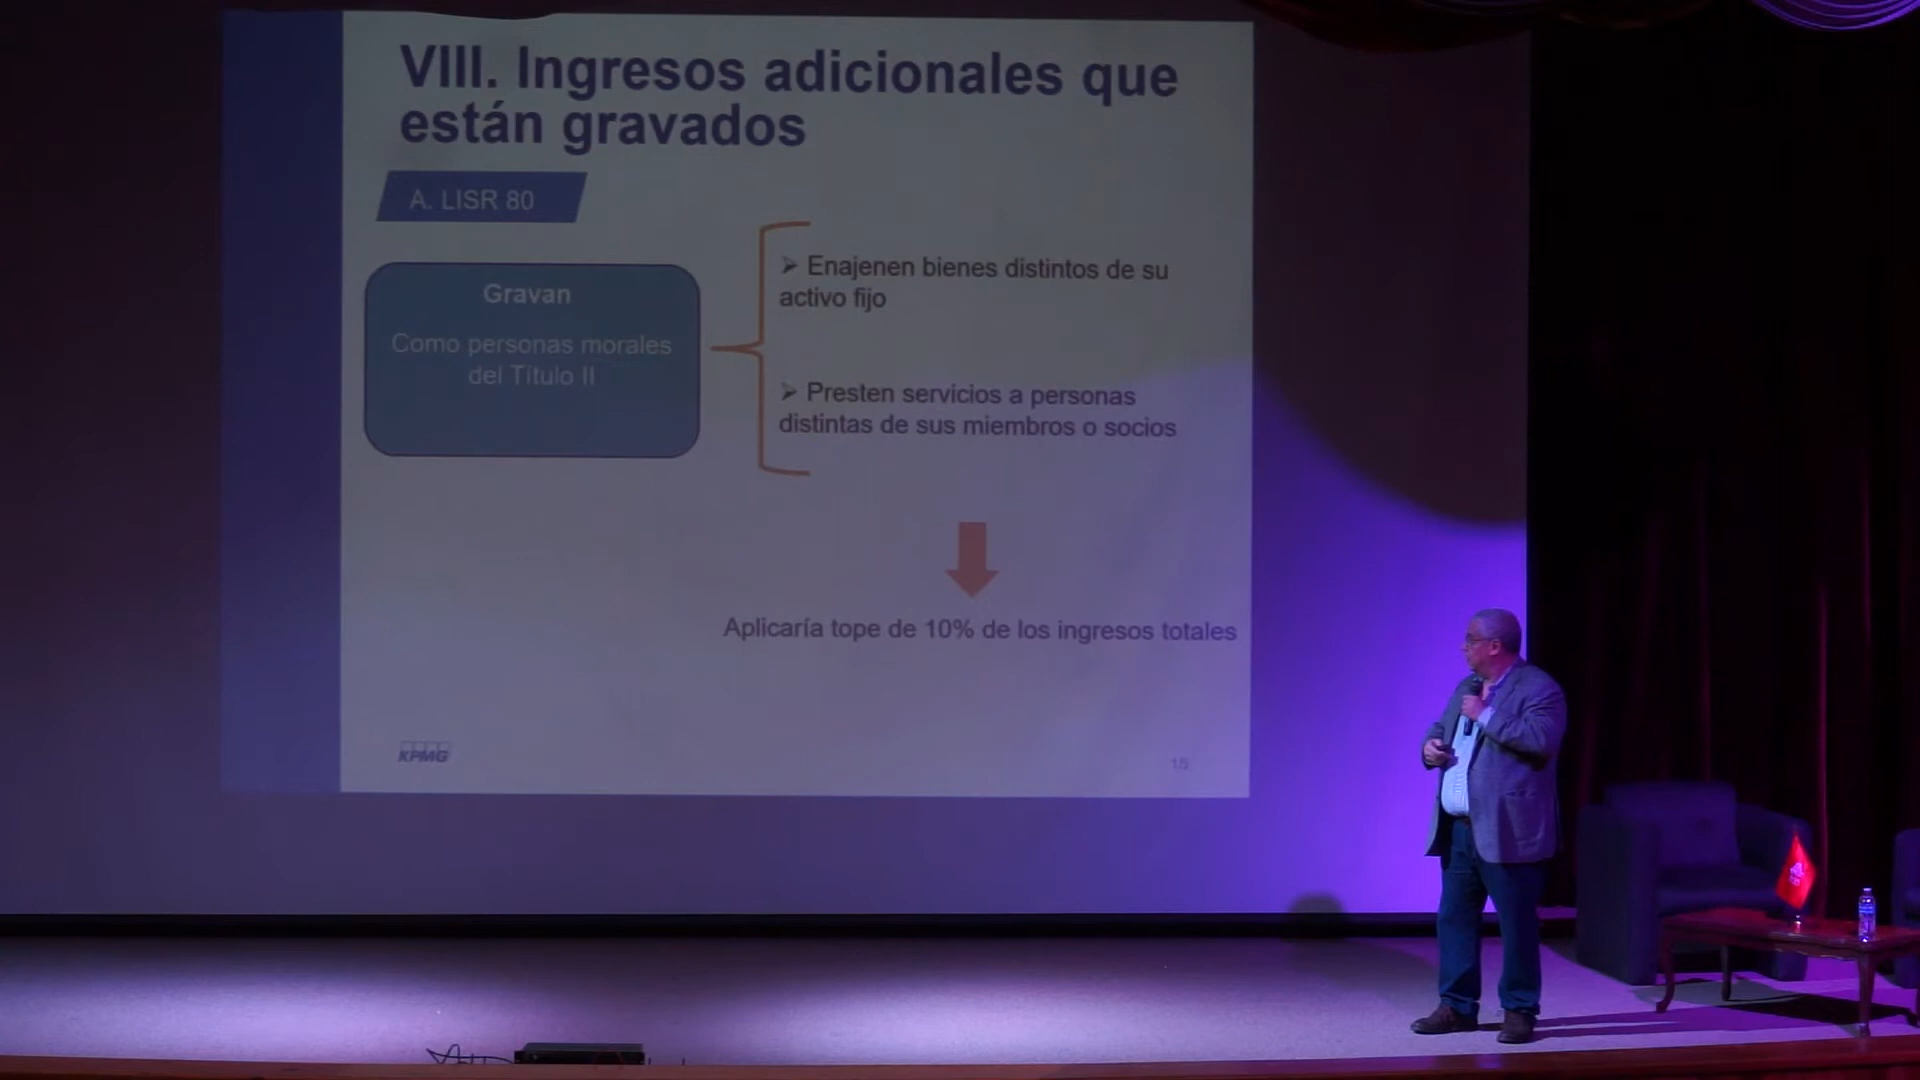 VIII. Ingresos adicionales que
están gravados
A. LISR 80
Gravan
Como personas morales
del Título II
➤ Enajenen bienes distintos de su
activo fijo
➤ Presten servicios a personas
distintas de sus miembros o socios
Aplicaría tope de 10% de los ingresos totales
KPMG
15